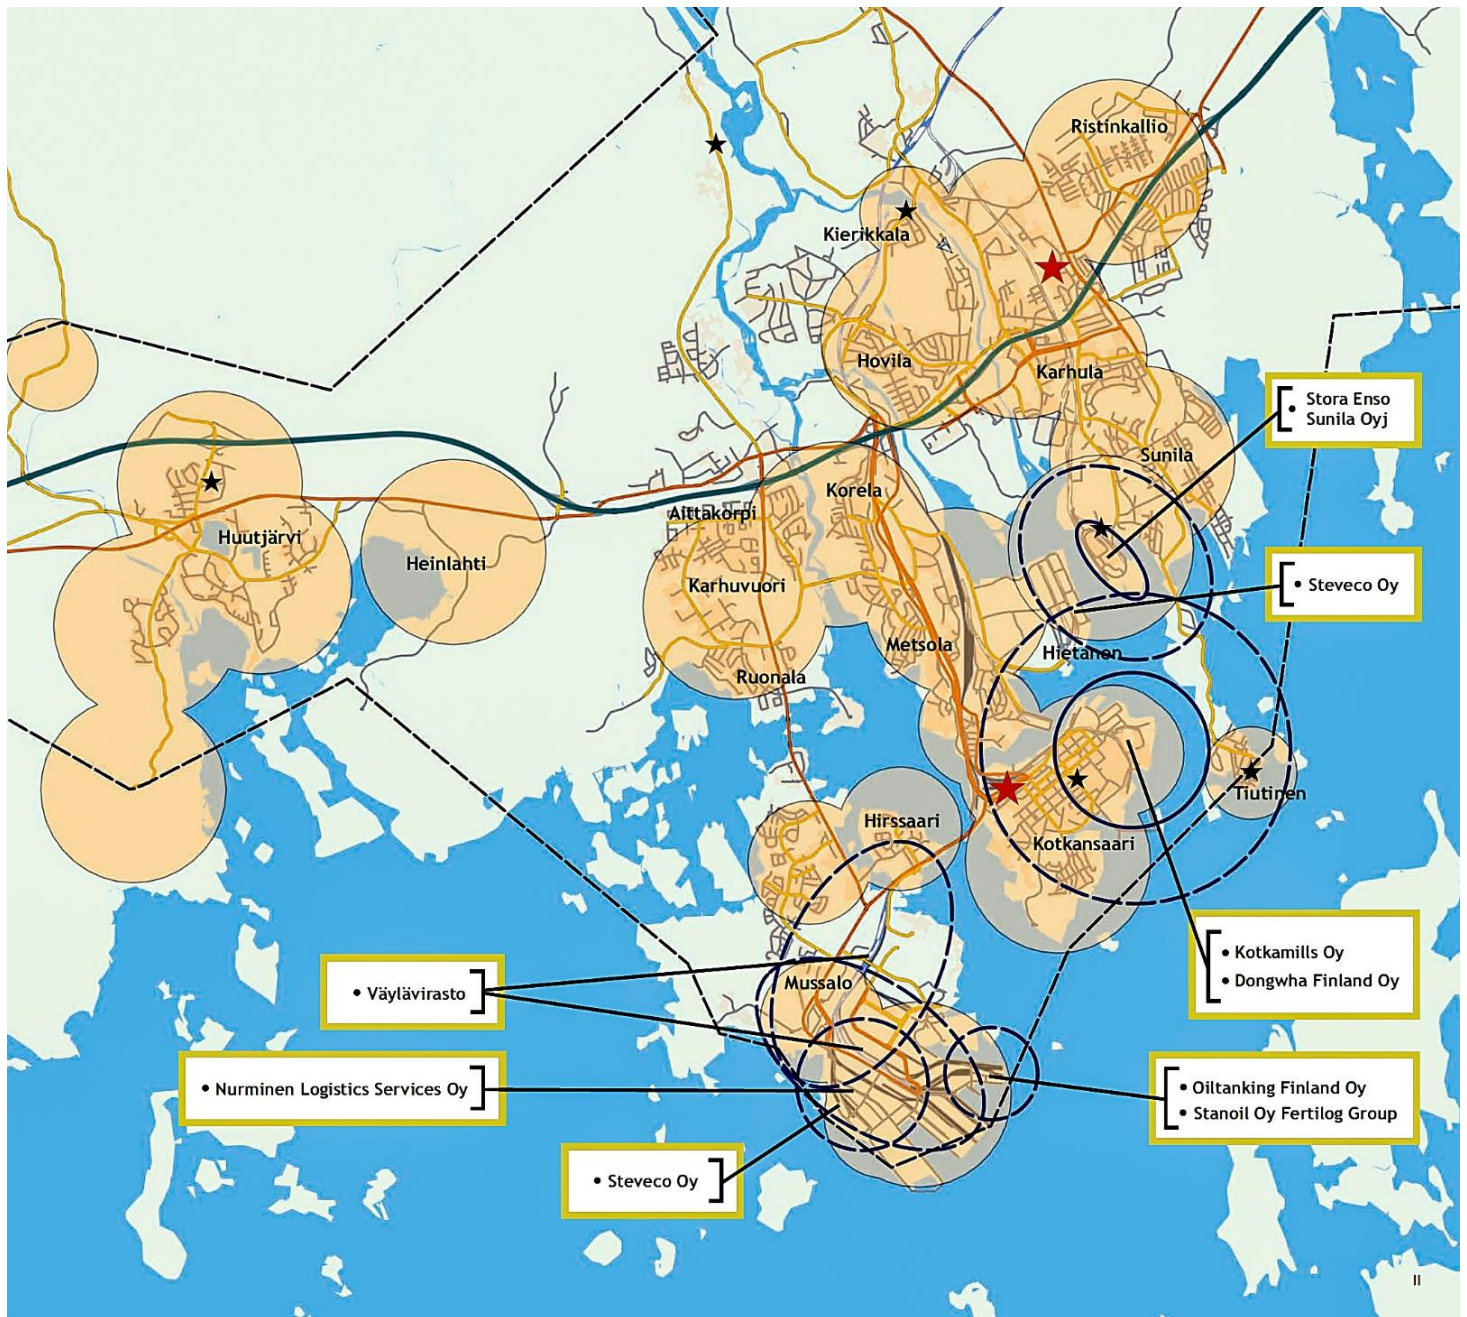 Ristinkallio
Kierikkala
Hovila
Karhula
Stora Enso
Sunila Oyj
Sunila
Korela
Aittakorpi
Huutjärvi
Heinlahti
Karhuvuori
Steveco Oy
Metsola
Hietanen
Ruonala
Tiutinen
Hirssaari
Kotkansaari
Kotkamills Oy
Dongwha Finland Oy
Mussalo
Väylävirasto
Nurminen Logistics Services Oy
Oiltanking Finland Oy
Stanoil Oy Fertilog Group
Steveco Oy
II